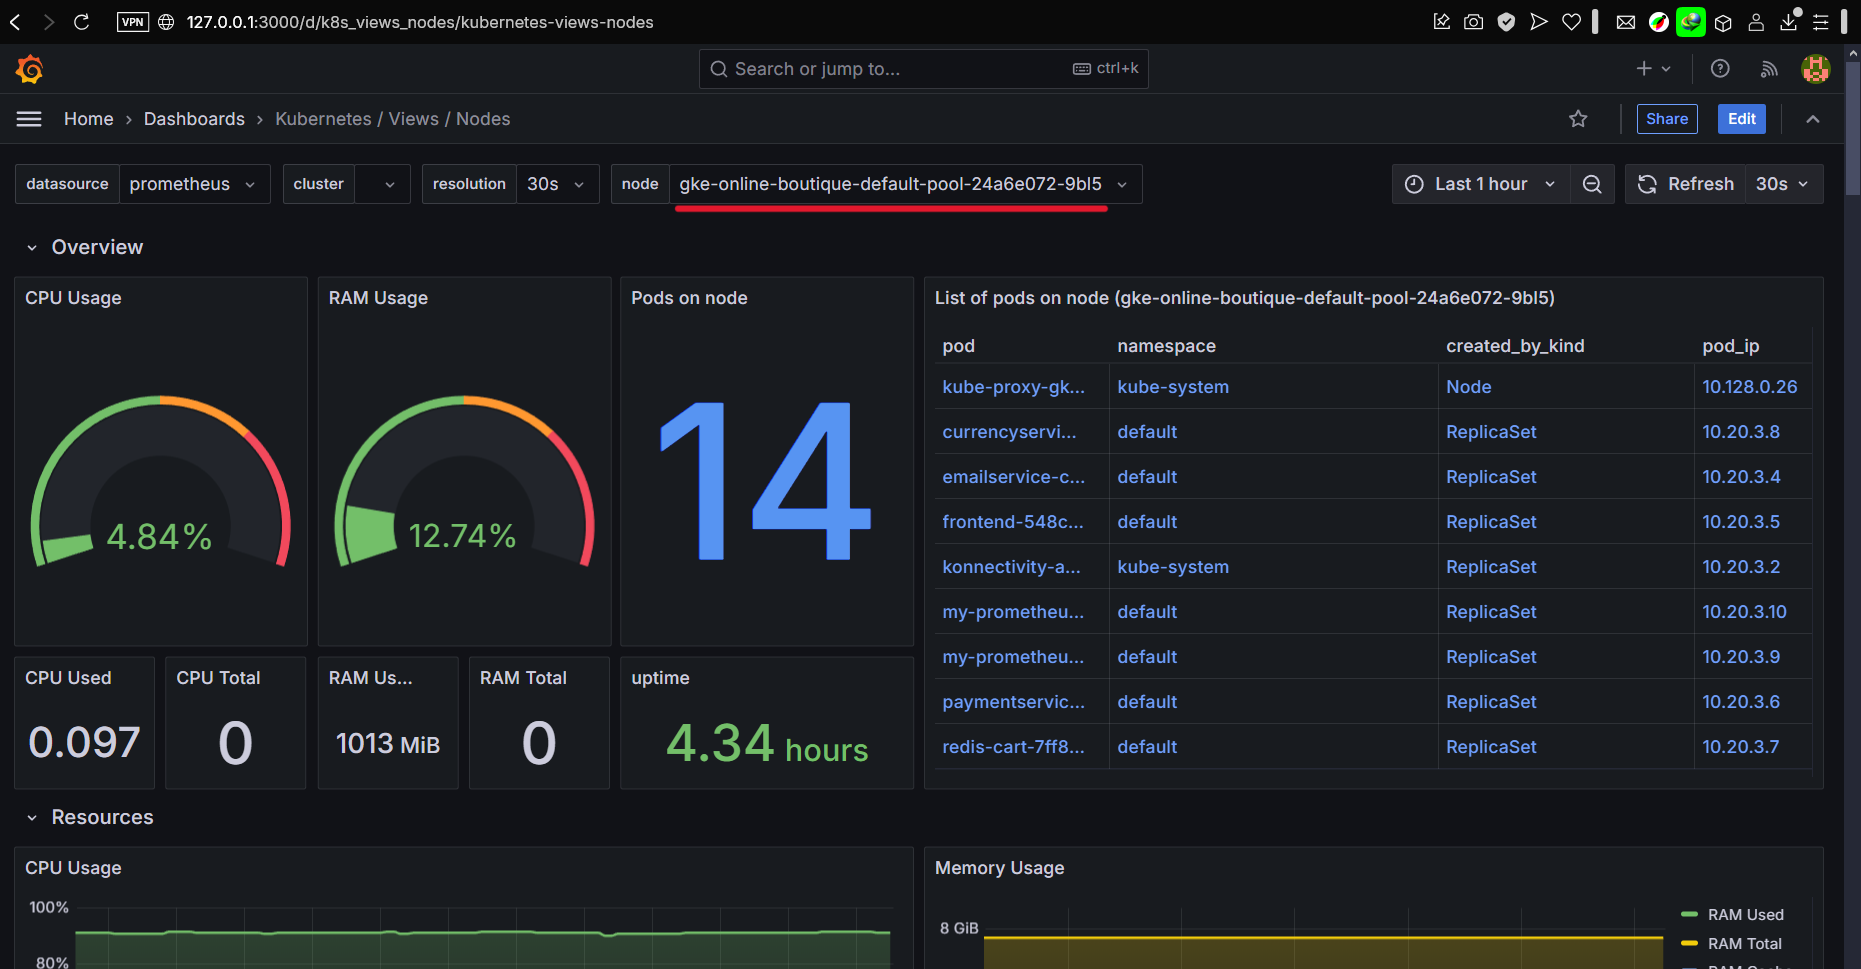 VPN 127.0.0.1:3000/d/k8s_views_nodes/kubernetes-views-nodes
Search or jump to... ctrl+k
Home › Dashboards › Kubernetes / Views / Nodes Share Edit
datasource prometheus cluster resolution 30s node gke-online-boutique-default-pool-24a6e072-9bl5 Last 1 hour Refresh 30s
Overview
CPU Usage
4.84%
RAM Usage
12.74%
Pods on node
14
List of pods on node (gke-online-boutique-default-pool-24a6e072-9bl5)
pod namespace created_by_kind pod_ip
kube-proxy-gk... kube-system Node 10.128.0.26
currencyservi... default ReplicaSet 10.20.3.8
emailservice-c... default ReplicaSet 10.20.3.4
frontend-548c... default ReplicaSet 10.20.3.5
konnectivity-a... kube-system ReplicaSet 10.20.3.2
my-prometheu... default ReplicaSet 10.20.3.10
my-prometheu... default ReplicaSet 10.20.3.9
paymentservic... default ReplicaSet 10.20.3.6
redis-cart-7ff8... default ReplicaSet 10.20.3.7
CPU Used
0.097
CPU Total
0
RAM Us...
1013 MiB
RAM Total
0
uptime
4.34 hours
Resources
CPU Usage
100%
80%
Memory Usage
8 GiB
RAM Used
RAM Total